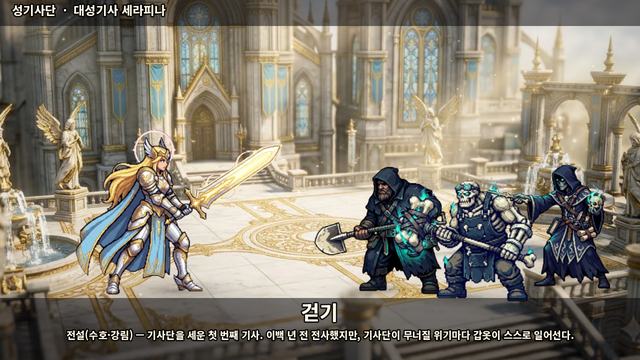 성기사단 · 대성기사 세라피나
걷기
전설(수호·강림) — 기사단을 세운 첫 번째 기사. 이백 년 전 전사했지만, 기사단이 무너질 위기마다 갑옷이 스스로 일어선다.